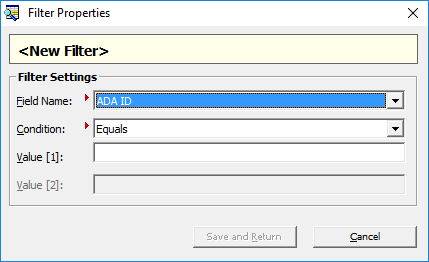 Filter Properties
<New Filter>
Filter Settings
Field Name: ADA ID
Condition: Equals
Value [1]:
Value [2]:
Save and Return Cancel